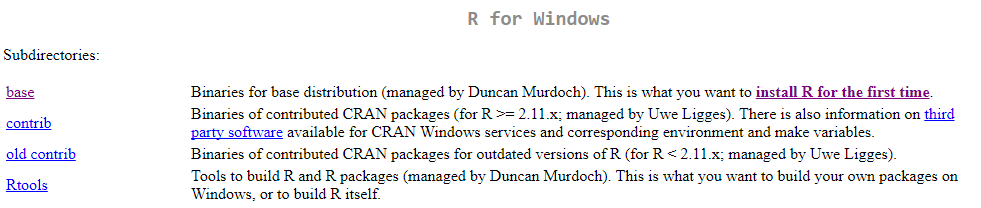 R for Windows
Subdirectories:
base Binaries for base distribution (managed by Duncan Murdoch). This is what you want to install R for the first time.
contrib Binaries of contributed CRAN packages (for R >= 2.11.x; managed by Uwe Ligges). There is also information on third
party software available for CRAN Windows services and corresponding environment and make variables.
old contrib Binaries of contributed CRAN packages for outdated versions of R (for R < 2.11.x; managed by Uwe Ligges).
Rtools Tools to build R and R packages (managed by Duncan Murdoch). This is what you want to build your own packages on
Windows, or to build R itself.